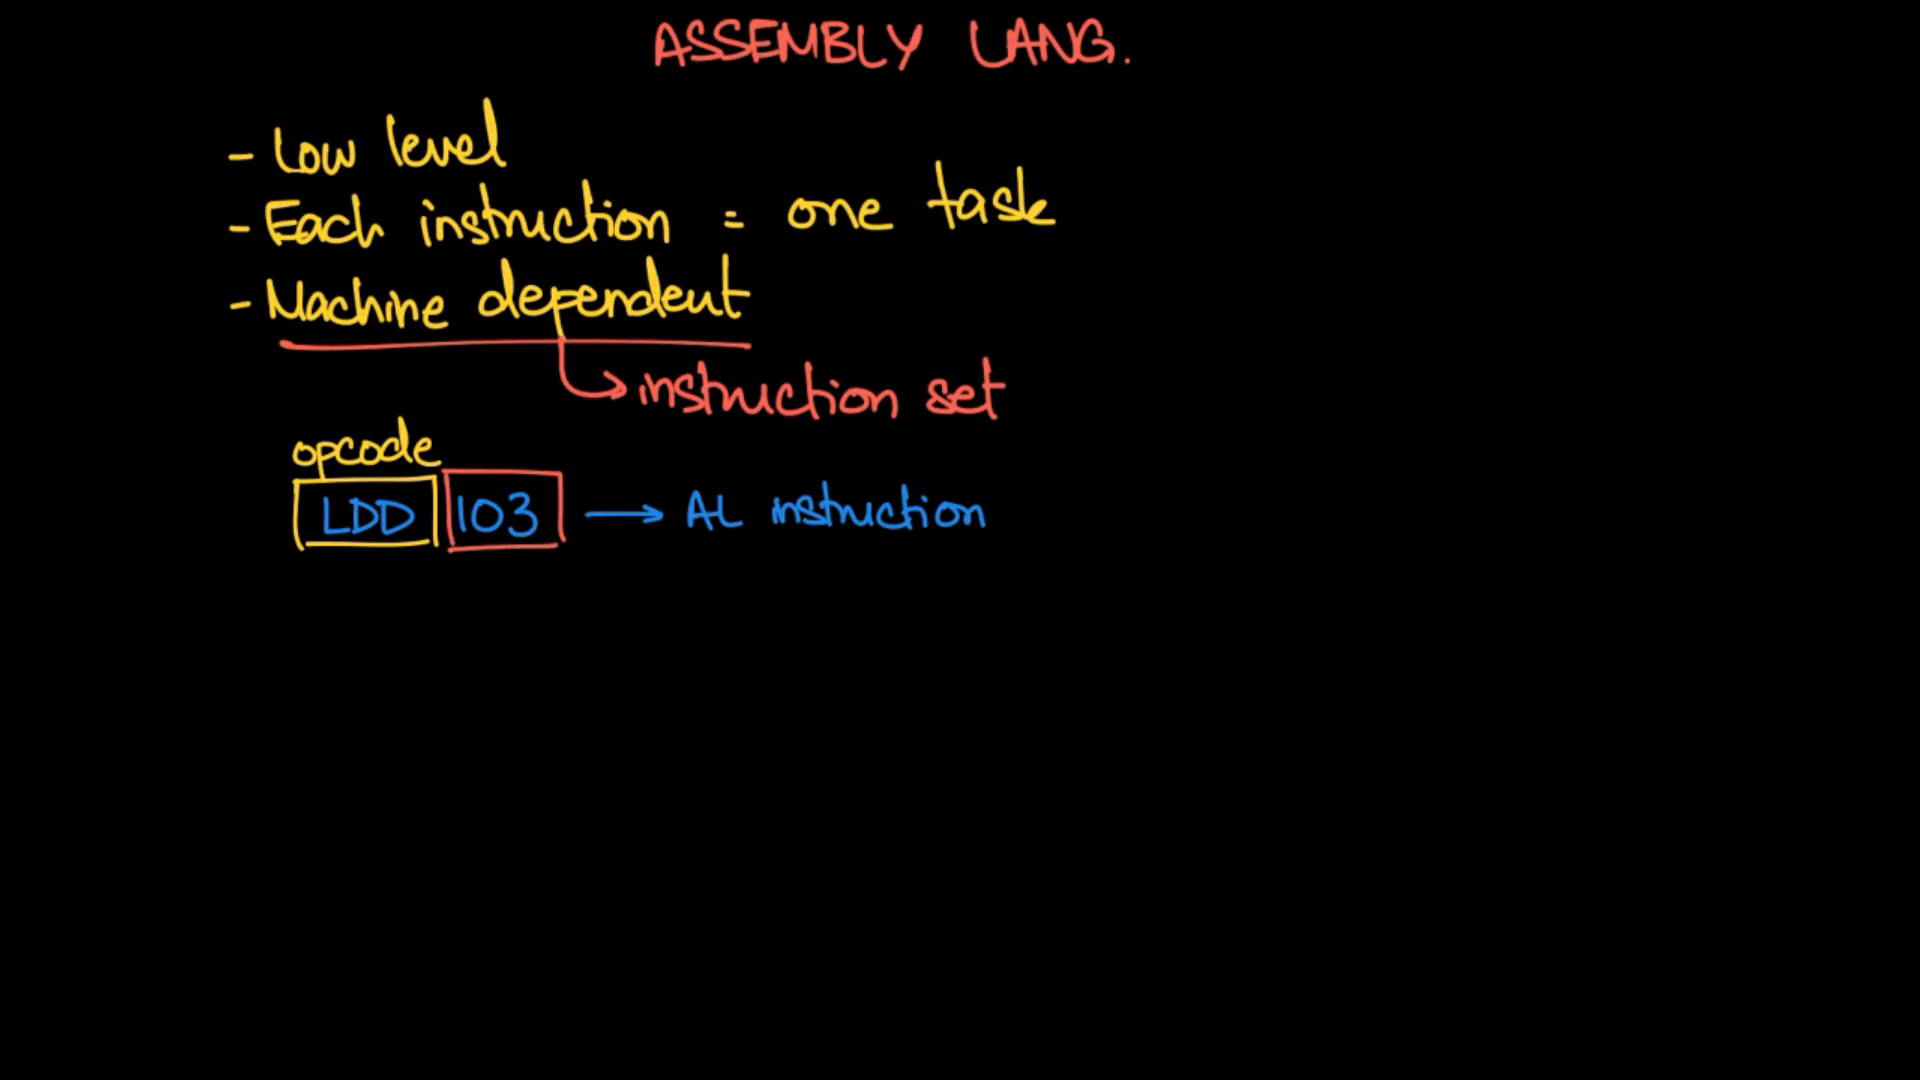 ASSEMBLY LANG.
- Low level
- Each instruction = one task
- Machine dependent
→ instruction set
opcode
LDD 103 → AL instruction